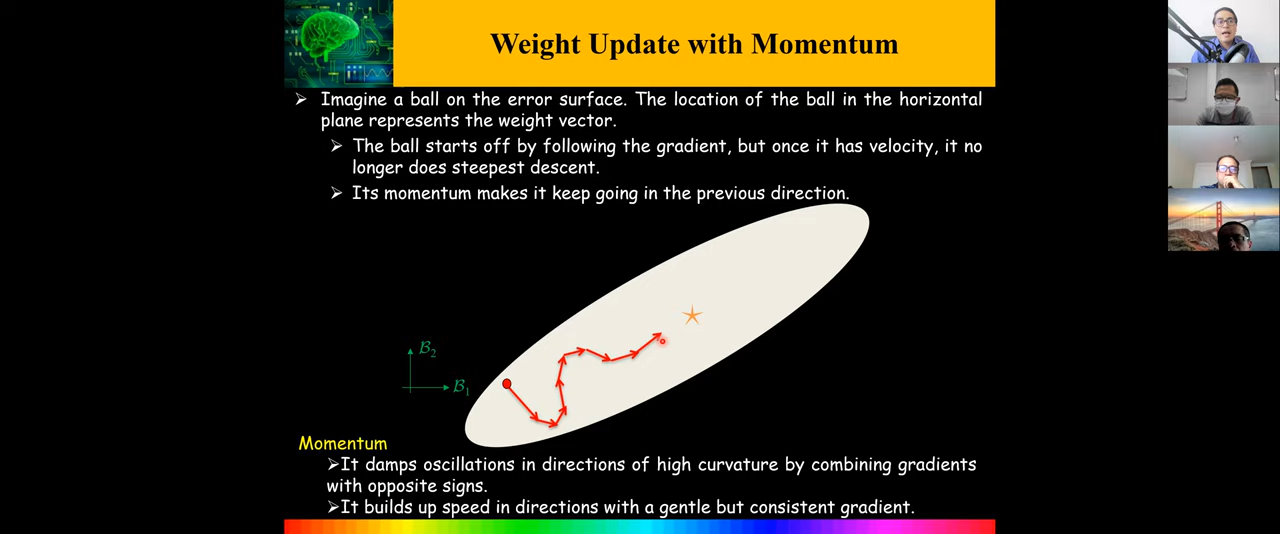 Weight Update with Momentum
➢ Imagine a ball on the error surface. The location of the ball in the horizontal
plane represents the weight vector.
➢ The ball starts off by following the gradient, but once it has velocity, it no
longer does steepest descent.
➢ Its momentum makes it keep going in the previous direction.
ℬ₂
ℬ₁
Momentum
➢It damps oscillations in directions of high curvature by combining gradients
with opposite signs.
➢It builds up speed in directions with a gentle but consistent gradient.